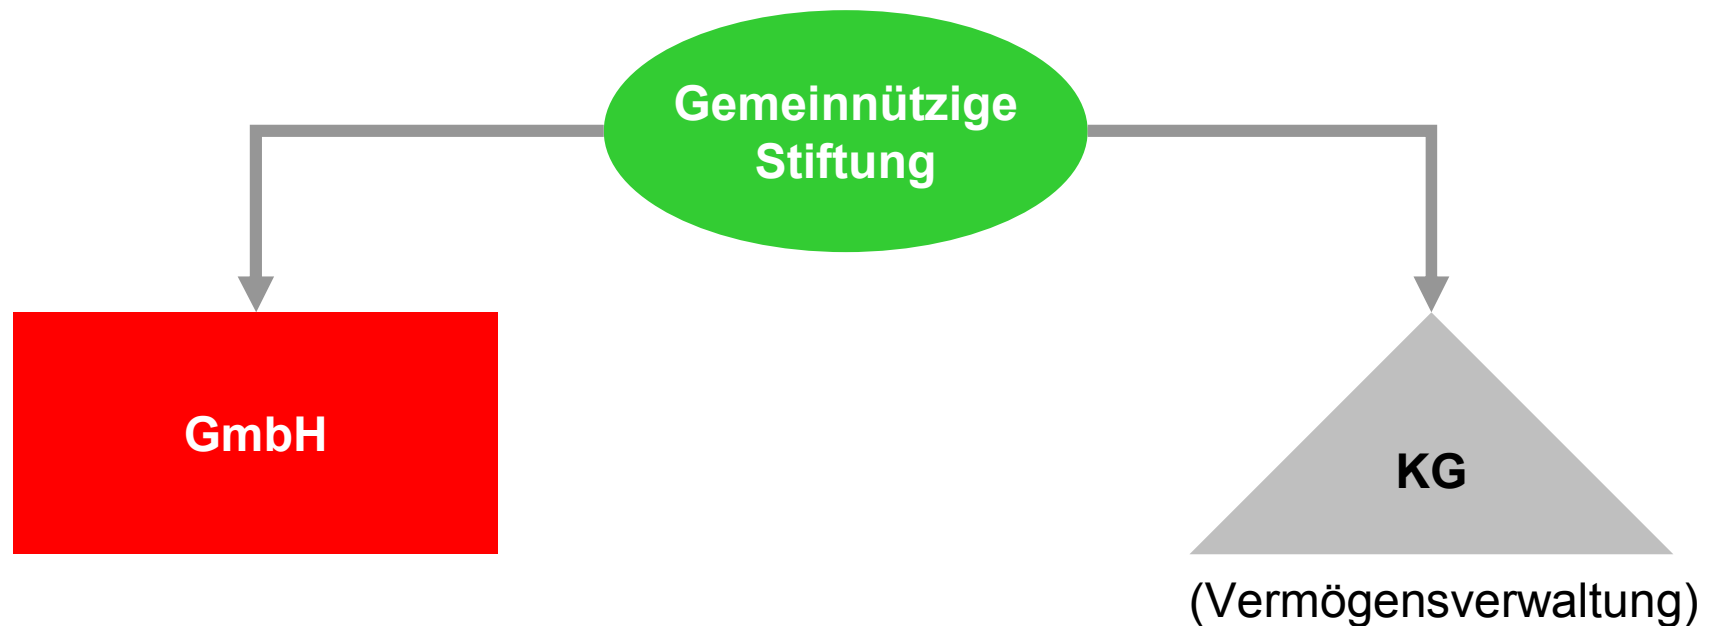 Gemeinnützige
Stiftung
GmbH
KG
(Vermögensverwaltung)